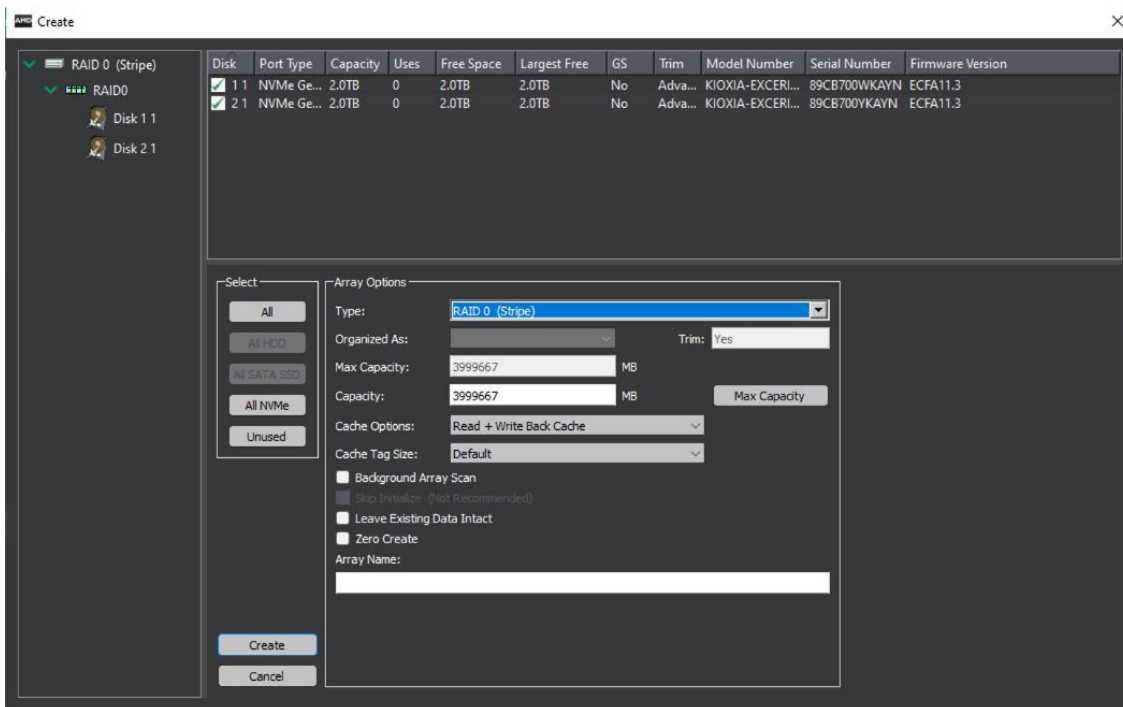 AMD Create
RAID 0 (Stripe)
RAID0
Disk 1 1
Disk 2 1
Disk Port Type Capacity Uses Free Space Largest Free GS Trim Model Number Serial Number Firmware Version
1 1 NVMe Ge... 2.0TB 0 2.0TB 2.0TB No Adva... KIOXIA-EXCERI... 89CB700WKAYN ECFA11.3
2 1 NVMe Ge... 2.0TB 0 2.0TB 2.0TB No Adva... KIOXIA-EXCERI... 89CB700YKAYN ECFA11.3
Select
All
All HDD
All SATA SSD
All NVMe
Unused
Array Options
Type: RAID 0 (Stripe)
Organized As: Trim: Yes
Max Capacity: 3999667 MB
Capacity: 3999667 MB Max Capacity
Cache Options: Read + Write Back Cache
Cache Tag Size: Default
Background Array Scan
Skip Initialize (Not Recommended)
Leave Existing Data Intact
Zero Create
Array Name:
Create
Cancel